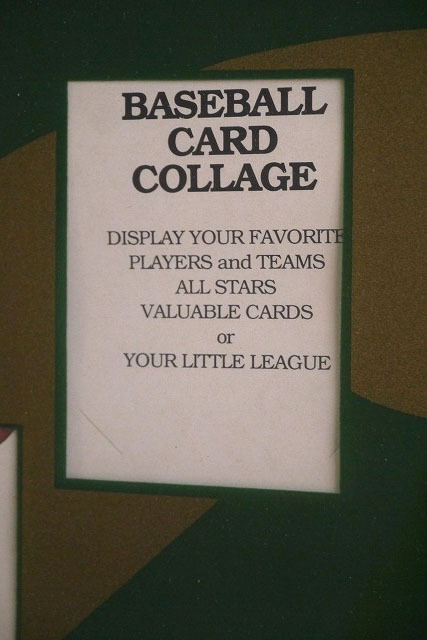 BASEBALL
CARD
COLLAGE
DISPLAY YOUR FAVORITE
PLAYERS and TEAMS
ALL STARS
VALUABLE CARDS
or
YOUR LITTLE LEAGUE